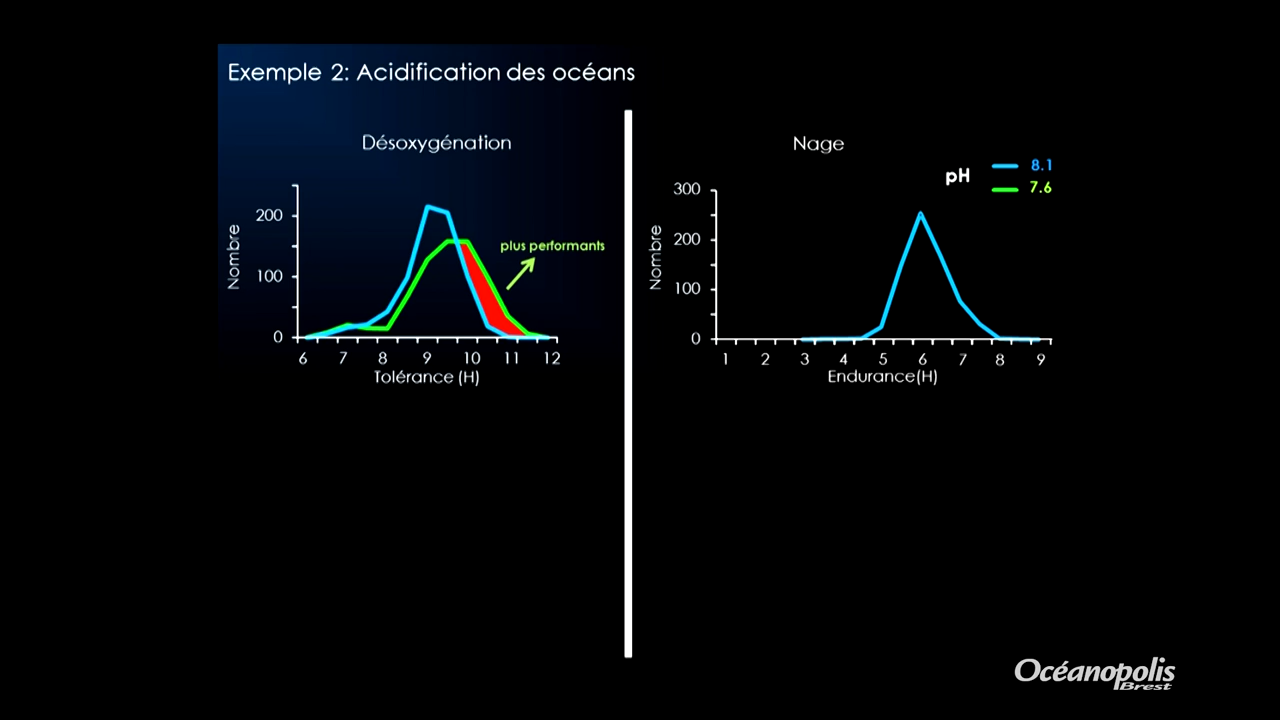 Exemple 2: Acidification des océans
Désoxygénation
Nombre
200
100
0
6 7 8 9 10 11 12
Tolérance (H)
plus performants
Nage
pH
8.1
7.6
Nombre
300
200
100
0
1 2 3 4 5 6 7 8 9
Endurance(H)
Océanopolis
Brest